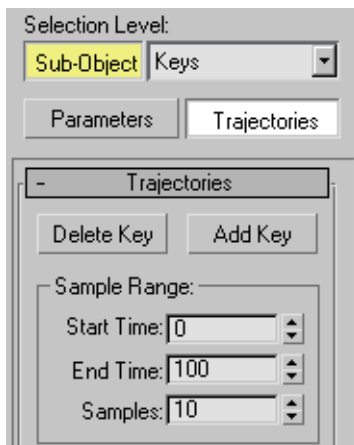 Selection Level:
Sub-Object Keys
Parameters Trajectories
- Trajectories
Delete Key Add Key
Sample Range:
Start Time: 0
End Time: 100
Samples: 10